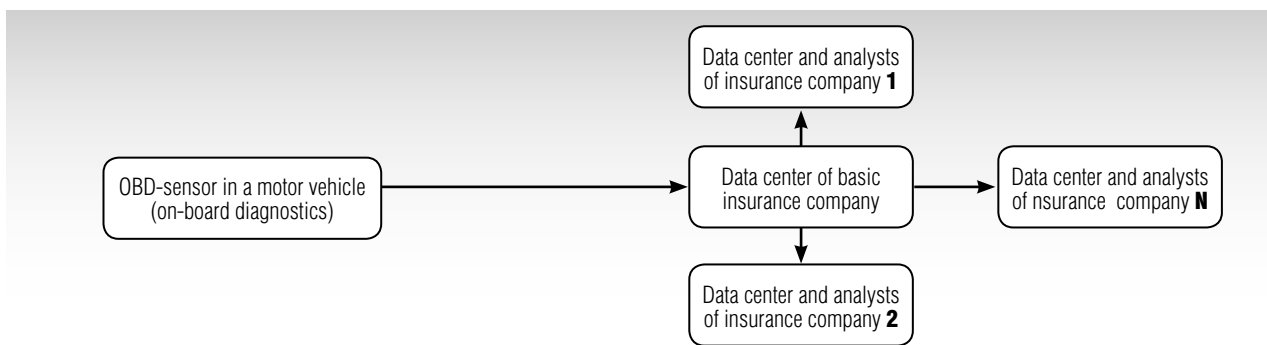 Data center and analysts
of insurance company 1
OBD-sensor in a motor vehicle
(on-board diagnostics)
Data center of basic
insurance company
Data center and analysts
of nsurance company N
Data center and analysts
of insurance company 2